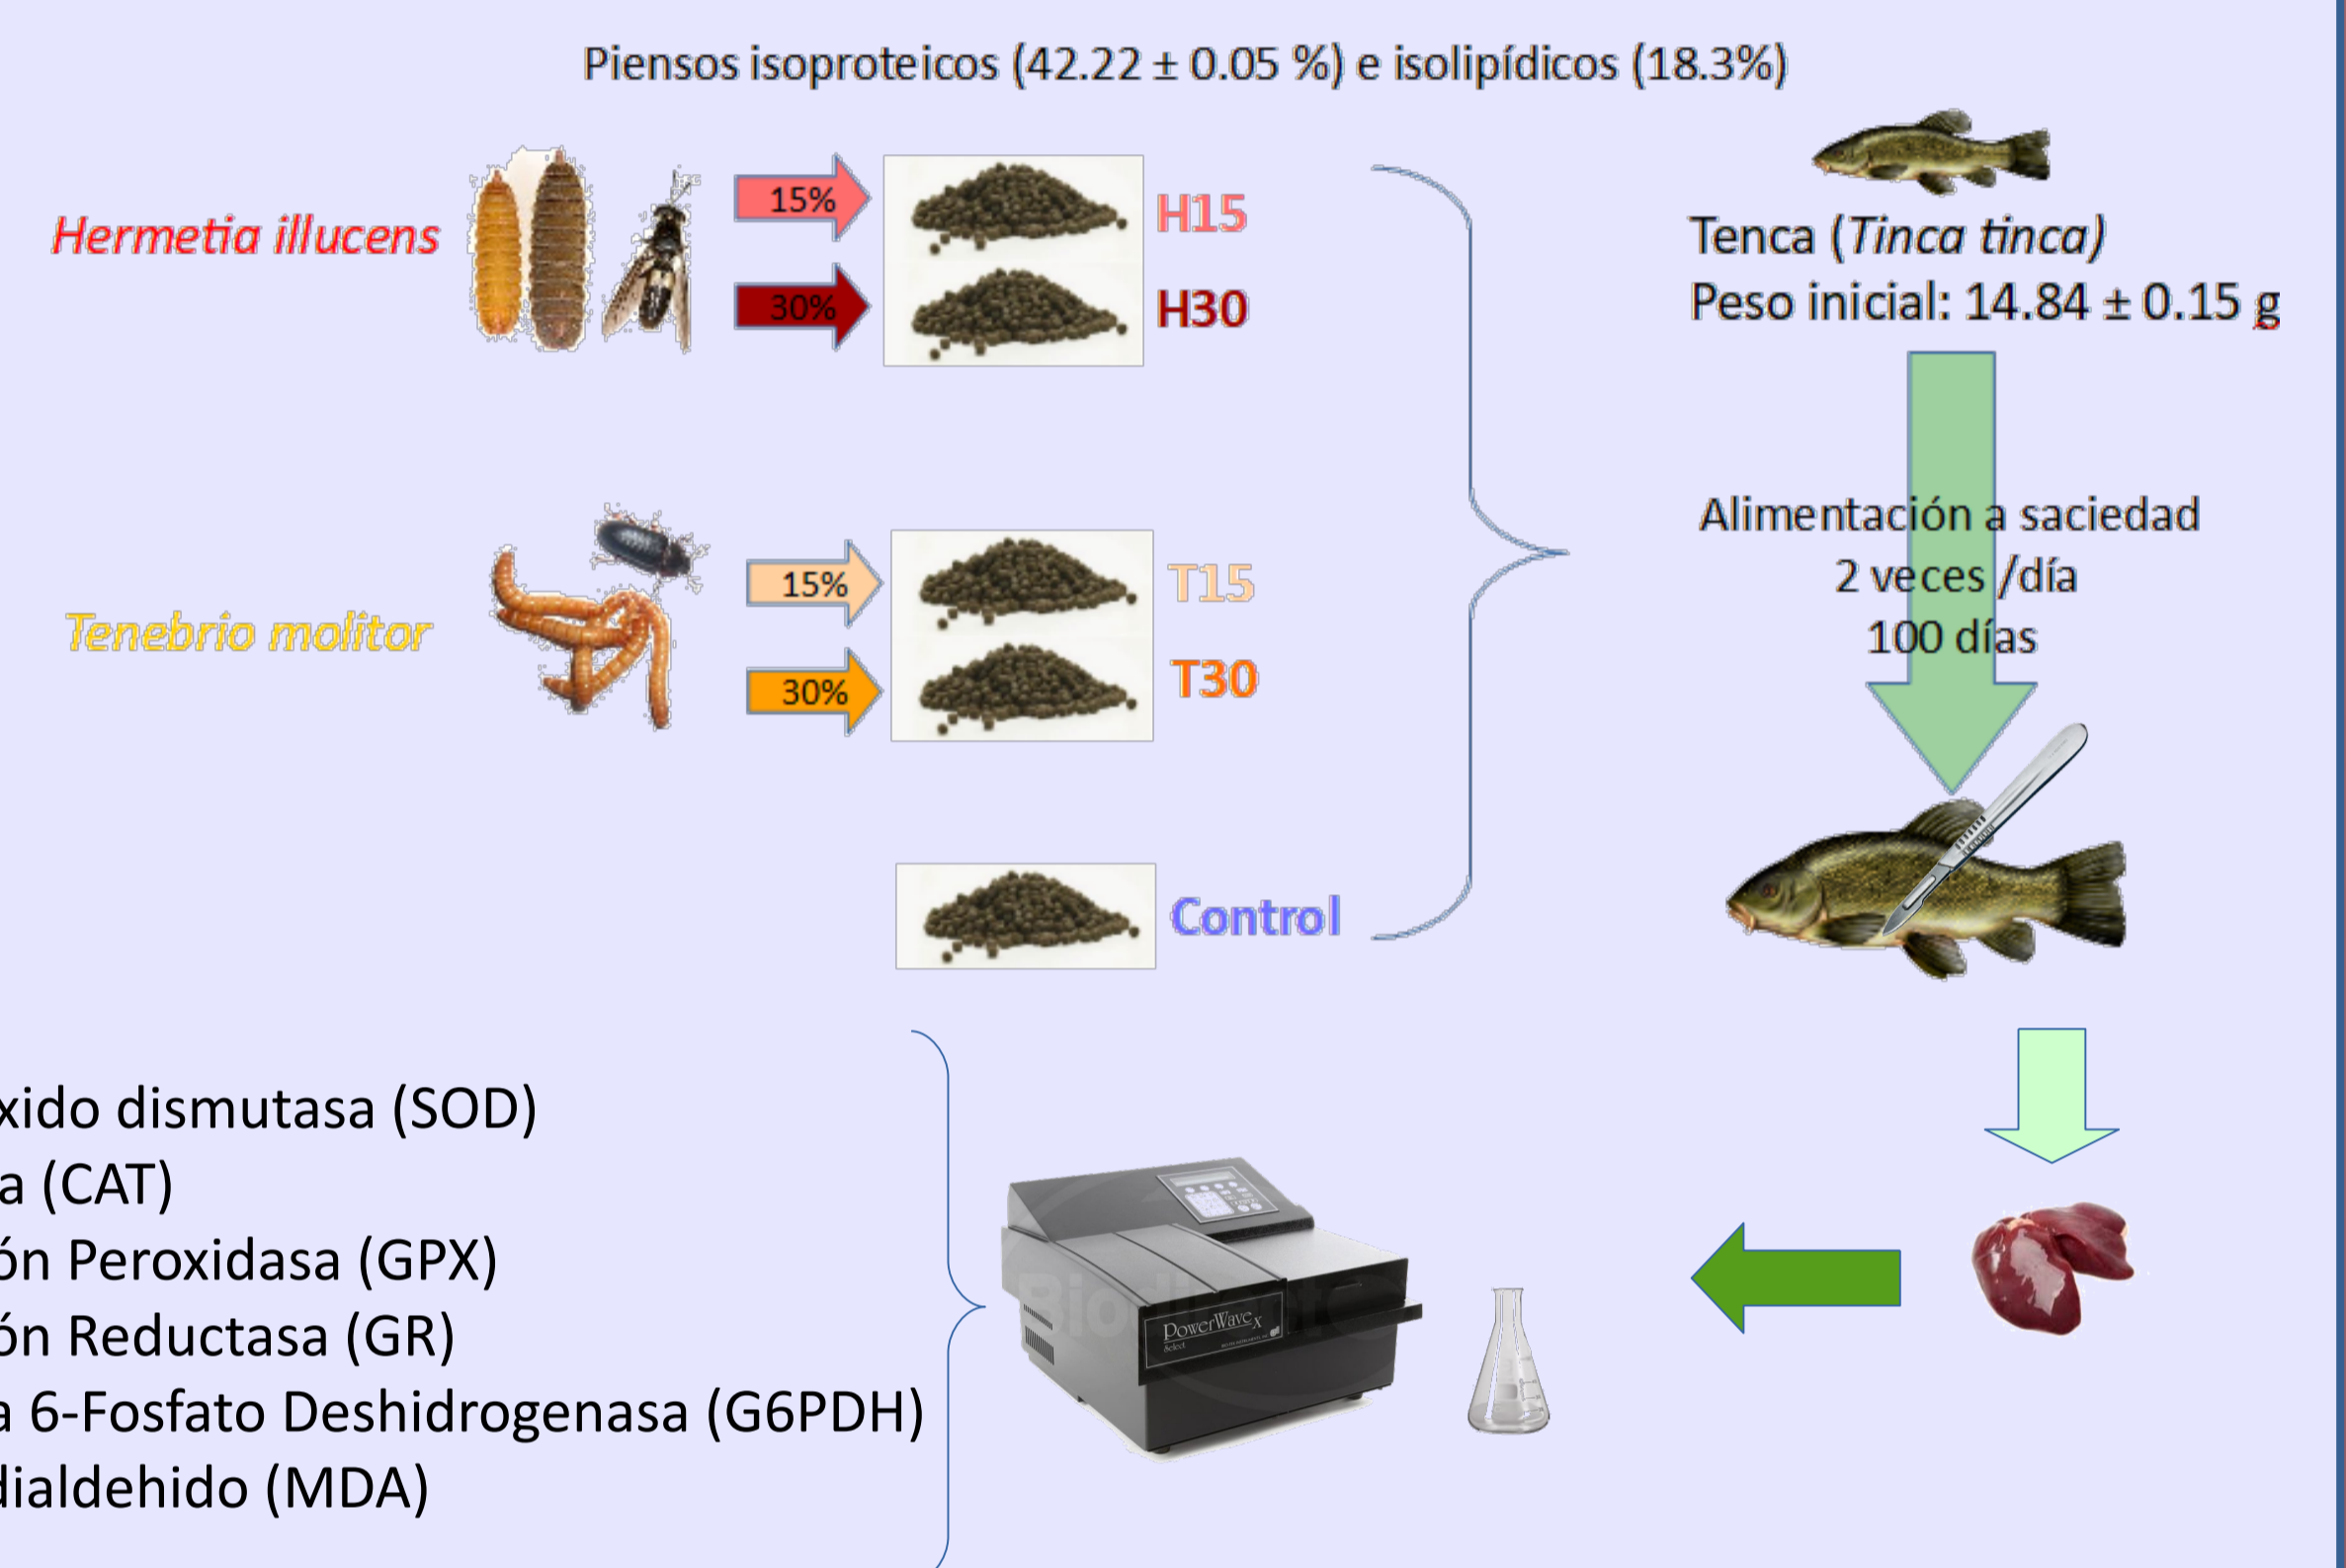 Piensos isoproteicos (42.22 ± 0.05 %) e isolipídicos (18.3%)
Hermetia illucens
15%
H15
30%
H30
Tenca (Tinca tinca)
Peso inicial: 14.84 ± 0.15 g
Tenebrio molitor
15%
T15
30%
T30
Alimentación a saciedad
2 veces /día
100 días
Control
xido dismutasa (SOD)
a (CAT)
ón Peroxidasa (GPX)
ón Reductasa (GR)
a 6-Fosfato Deshidrogenasa (G6PDH)
dialdehido (MDA)
PowerWave X
Select